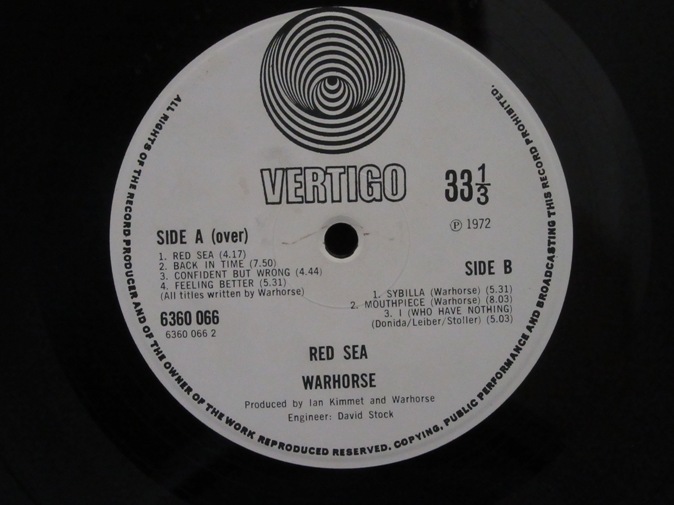 VERTIGO
33 1/3
℗ 1972
SIDE A (over)
1. RED SEA (4.17)
2. BACK IN TIME (7.50)
3. CONFIDENT BUT WRONG (4.44)
4. FEELING BETTER (5.31)
(All titles written by Warhorse)
6360 066
6360 066 2
SIDE B
1. SYBILLA (Warhorse) (5.31)
2. MOUTHPIECE (Warhorse) (8.03)
3. I (WHO HAVE NOTHING)
(Donida/Leiber/Stoller) (5.03)
RED SEA
WARHORSE
Produced by Ian Kimmet and Warhorse
Engineer: David Stock
ALL RIGHTS OF THE RECORD PRODUCER AND OF THE OWNER OF THE WORK REPRODUCED RESERVED. COPYING, PUBLIC PERFORMANCE AND BROADCASTING THIS RECORD PROHIBITED.